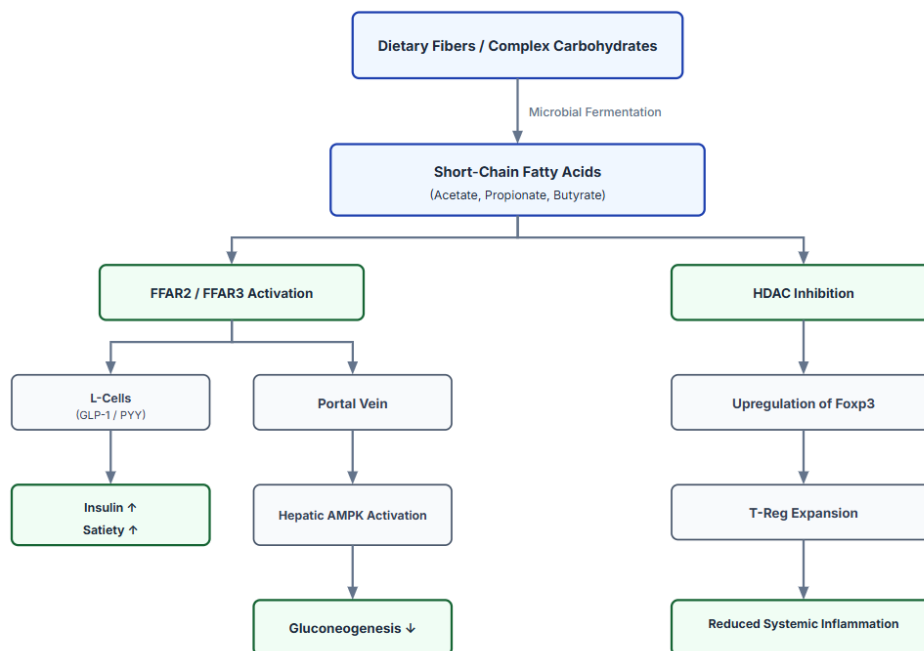 Dietary Fibers / Complex Carbohydrates
Microbial Fermentation
Short-Chain Fatty Acids
(Acetate, Propionate, Butyrate)
FFAR2 / FFAR3 Activation
HDAC Inhibition
L-Cells
(GLP-1 / PYY)
Portal Vein
Upregulation of Foxp3
Insulin ↑
Satiety ↑
Hepatic AMPK Activation
T-Reg Expansion
Gluconeogenesis ↓
Reduced Systemic Inflammation